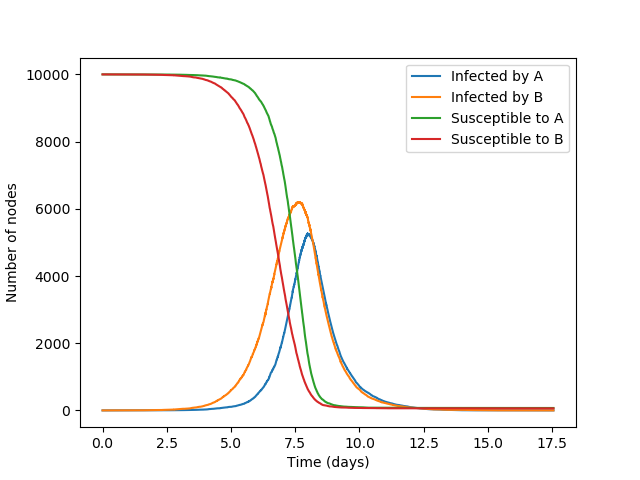 Number of nodes
10000
8000
6000
4000
2000
0
Infected by A
Infected by B
Susceptible to A
Susceptible to B
0.0 2.5 5.0 7.5 10.0 12.5 15.0 17.5
Time (days)